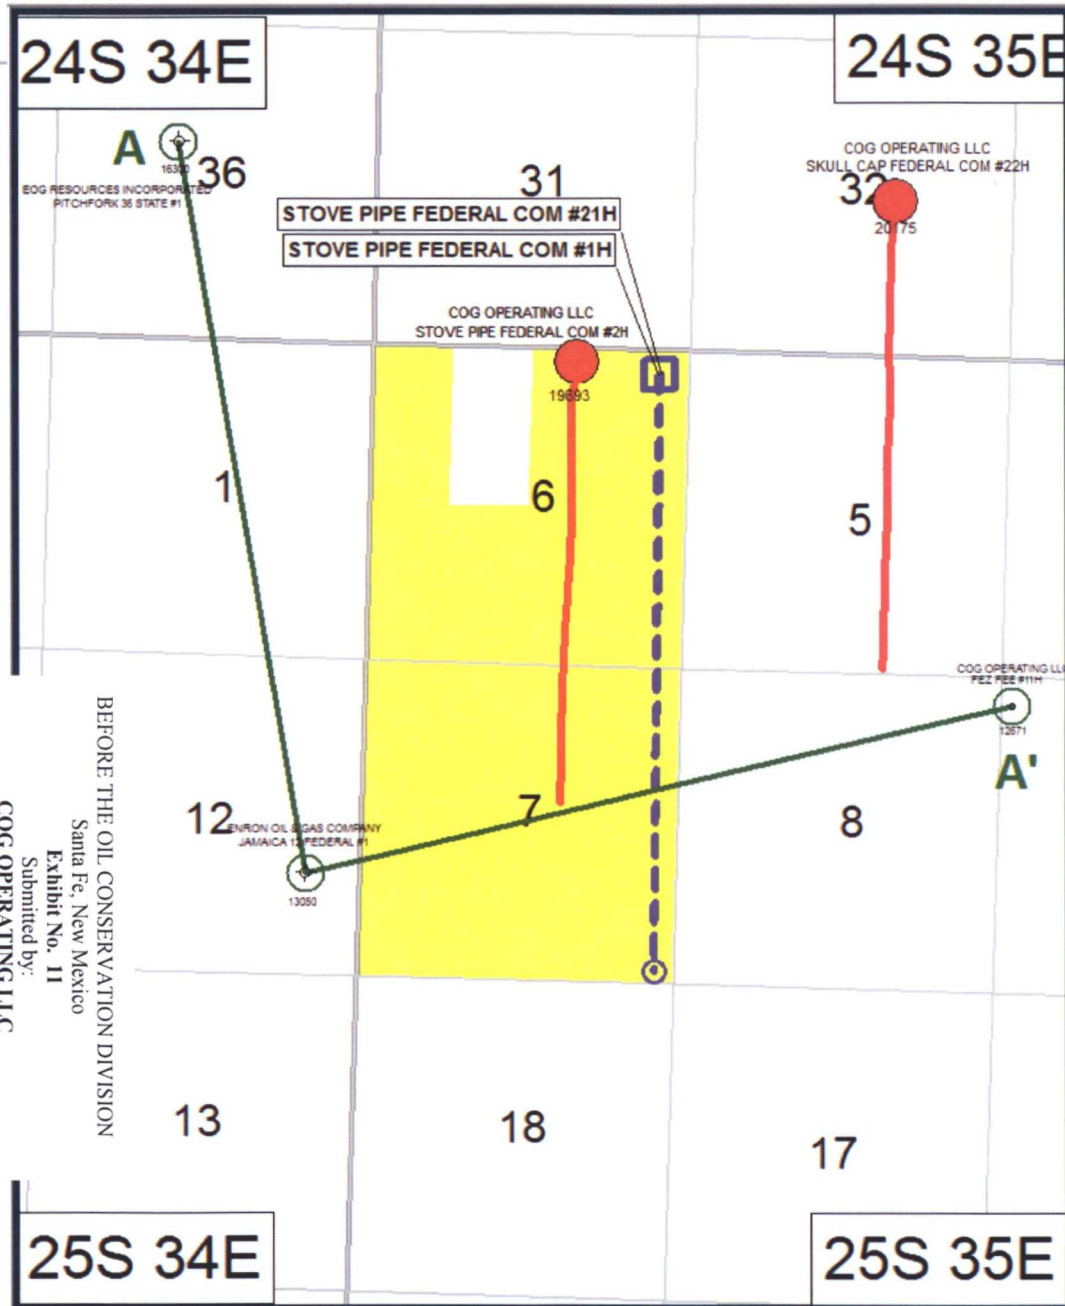 24S 34E
24S 35E
A
16300
36
EOG RESOURCES INCORPORATED
PITCHFORK 36 STATE #1
31
COG OPERATING LLC
SKULL CAP FEDERAL COM #22H
32
20175
STOVE PIPE FEDERAL COM #21H
STOVE PIPE FEDERAL COM #1H
COG OPERATING LLC
STOVE PIPE FEDERAL COM #2H
19693
1
6
5
COG OPERATING LLC
FEZ FEE #11H
12671
A'
12
ENRON OIL & GAS COMPANY
JAMAICA 12 FEDERAL #1
13050
7
8
13
18
17
25S 34E
25S 35E
BEFORE THE OIL CONSERVATION DIVISION
Santa Fe, New Mexico
Exhibit No. 11
Submitted by:
COG OPERATING LLC